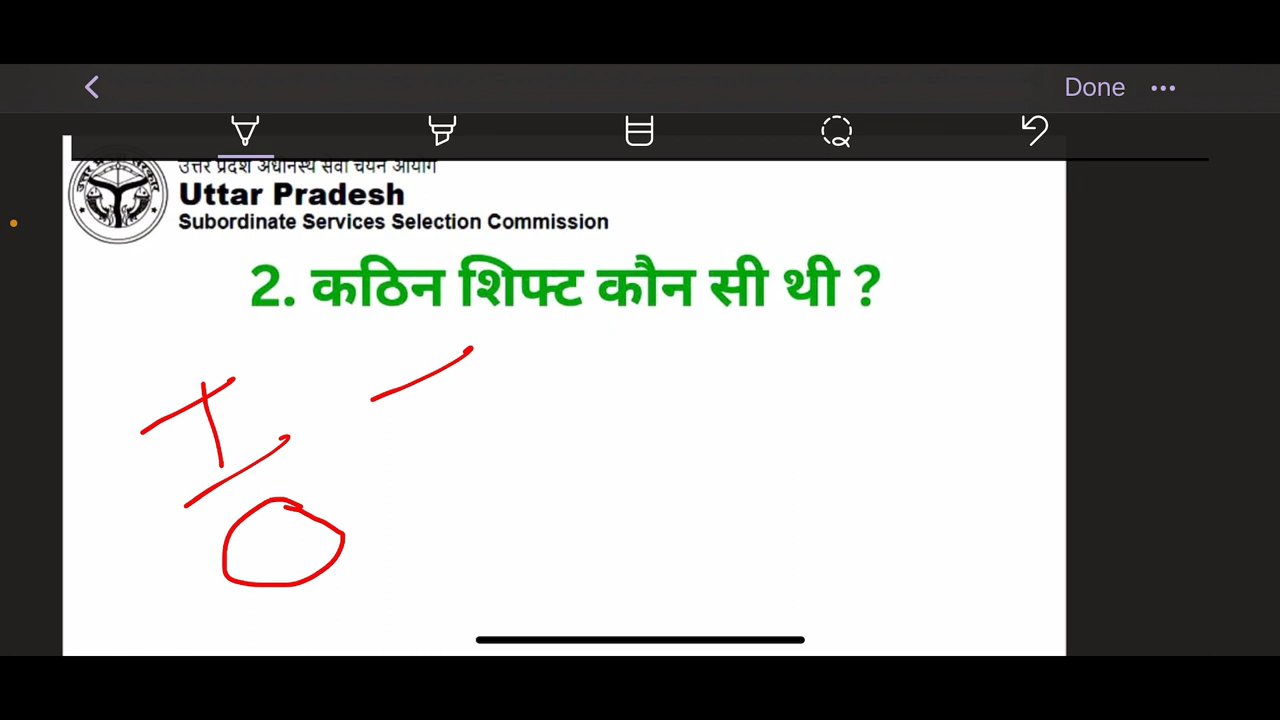 Done
उत्तर प्रदेश अधीनस्थ सेवा चयन आयोग
Uttar Pradesh
Subordinate Services Selection Commission
2. कठिन शिफ्ट कौन सी थी ?